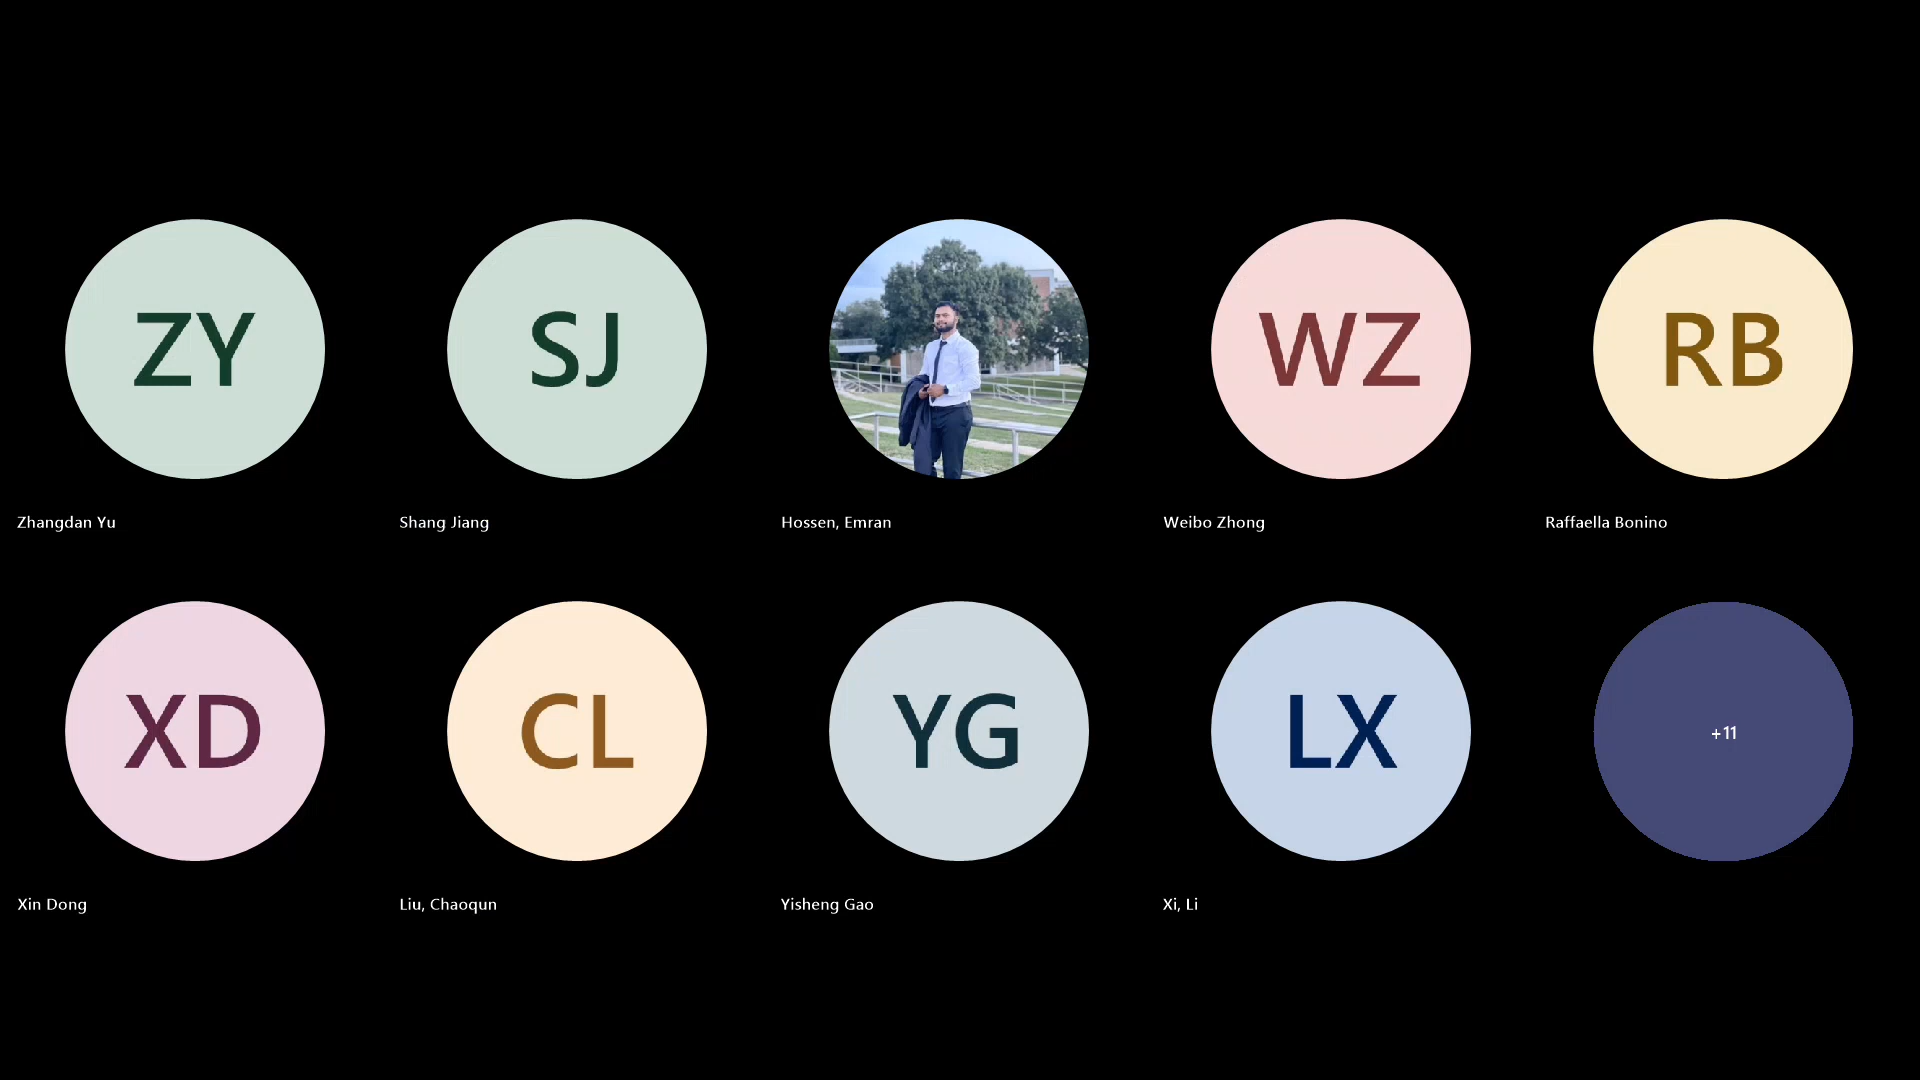 ZY
SJ
WZ
RB
Zhangdan Yu
Shang Jiang
Hossen, Emran
Weibo Zhong
Raffaella Bonino
XD
CL
YG
LX
+11
Xin Dong
Liu, Chaoqun
Yisheng Gao
Xi, Li